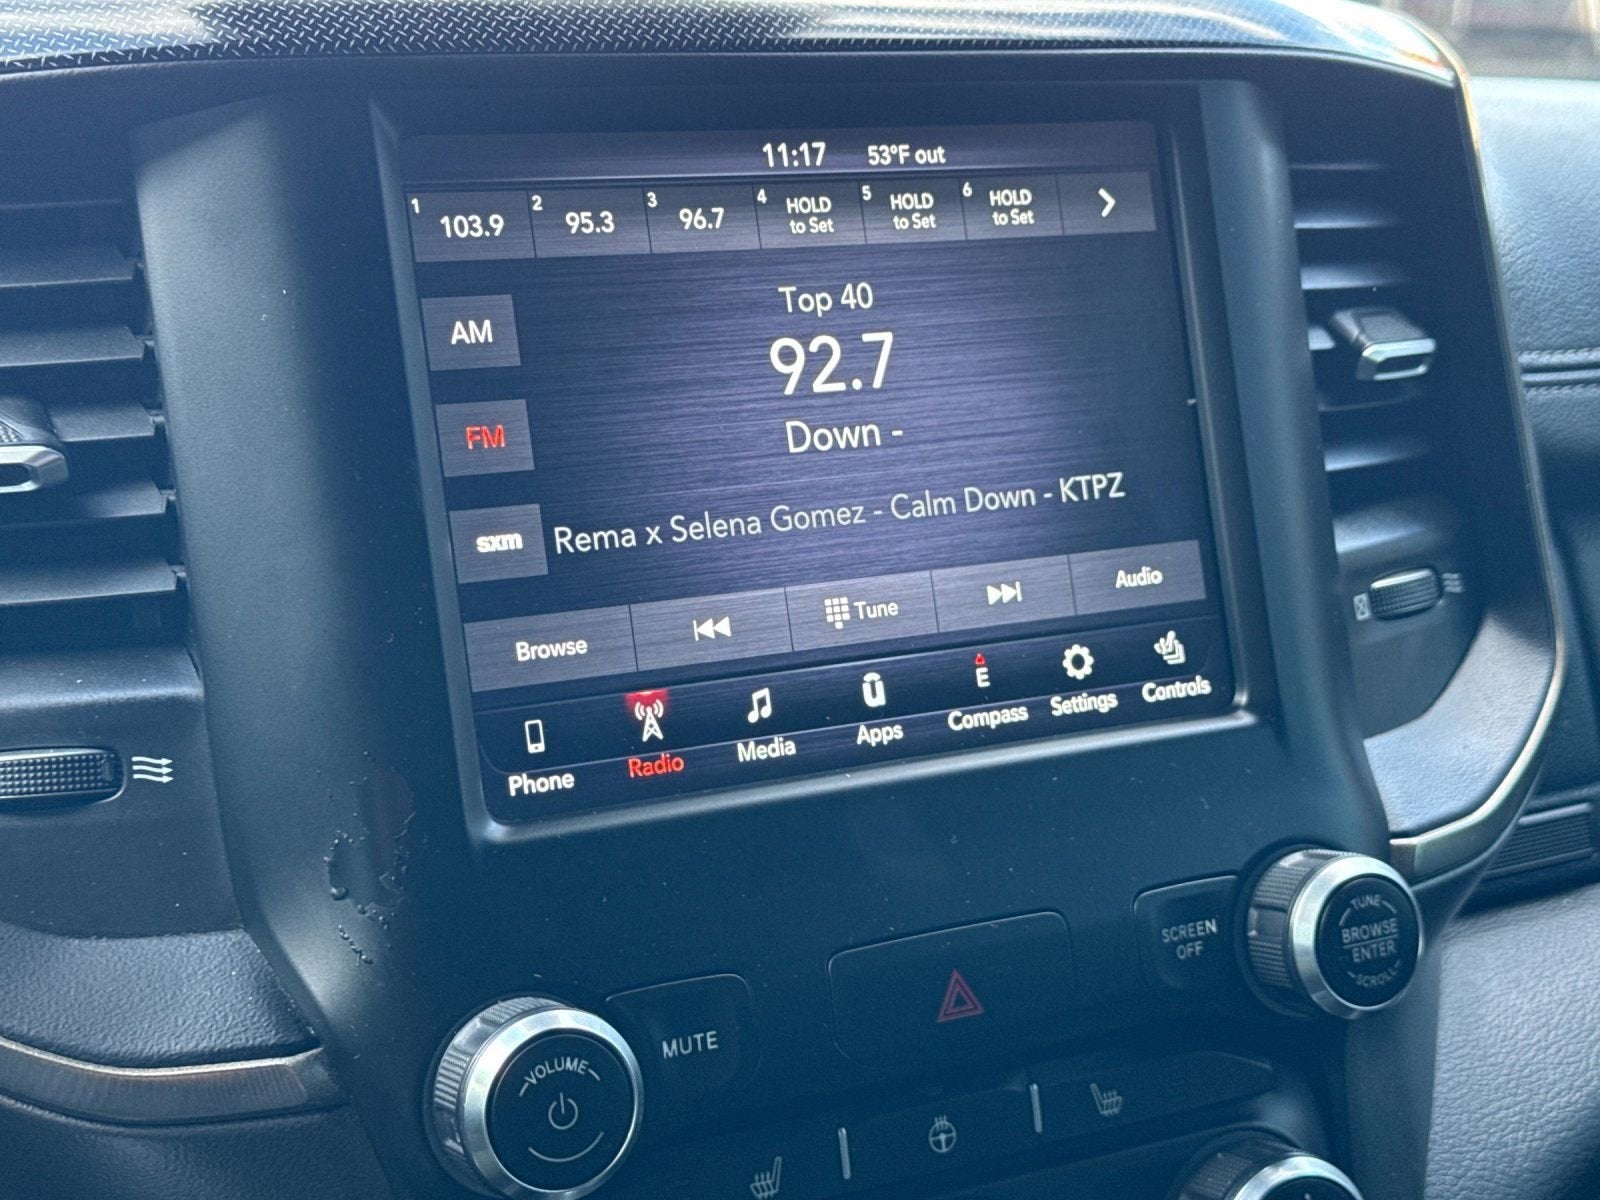 11:17 53°F out
1 103.9 2 95.3 3 96.7 4 HOLD to Set 5 HOLD to Set 6 HOLD to Set
AM
Top 40
92.7
FM
Down -
sxm
Rema x Selena Gomez - Calm Down - KTPZ
Browse Tune Audio
E
Phone Radio Media Apps Compass Settings Controls
SCREEN
OFF
TUNE
BROWSE
ENTER
SCROLL
MUTE
VOLUME